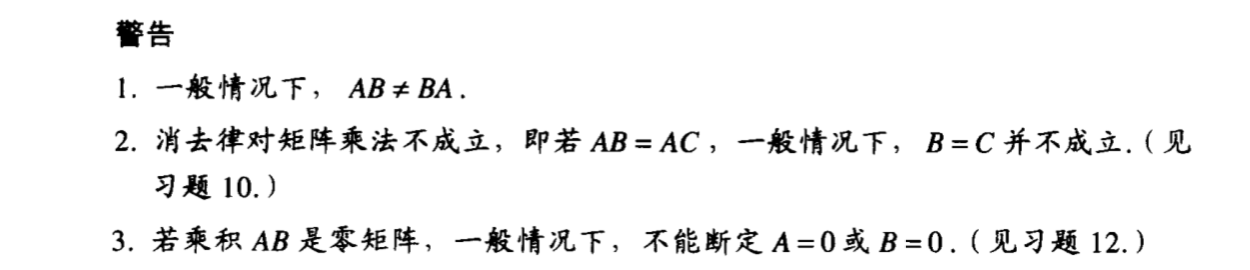 警告
1. 一般情况下， AB ≠ BA .
2. 消去律对矩阵乘法不成立，即若 AB = AC ，一般情况下， B = C 并不成立.（见
习题 10.）
3. 若乘积 AB 是零矩阵，一般情况下，不能断定 A = 0 或 B = 0 .（见习题 12.）